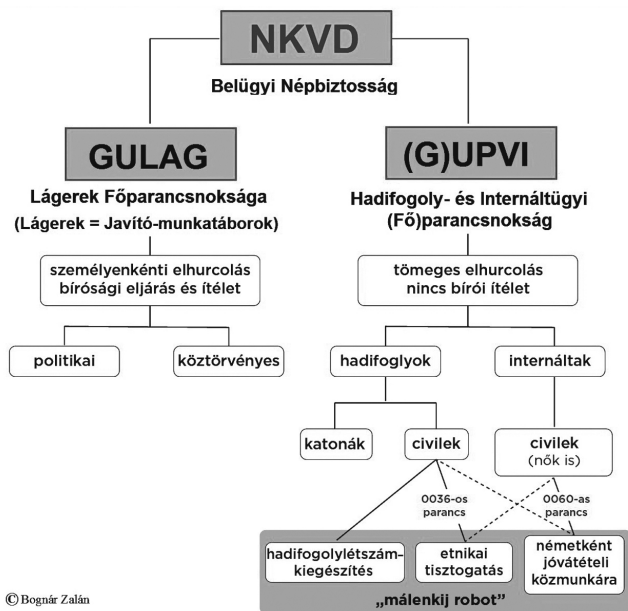 NKVD
Belügyi Népbiztosság
GULAG
Lágerek Főparancsnoksága
(Lágerek = Javító-munkatáborok)
személyenkénti elhurcolás
bírósági eljárás és ítélet
politikai
köztörvényes
(G)UPVI
Hadifogoly- és Internáltügyi
(Fő)parancsnokság
tömeges elhurcolás
nincs bírói ítélet
hadifoglyok
internáltak
katonák
civilek
civilek
(nők is)
0036-os
parancs
0060-as
parancs
hadifogolylétszám-
kiegészítés
etnikai
tisztogatás
németként
jóvátételi
közmunkára
„málenkij robot”
© Bognár Zalán